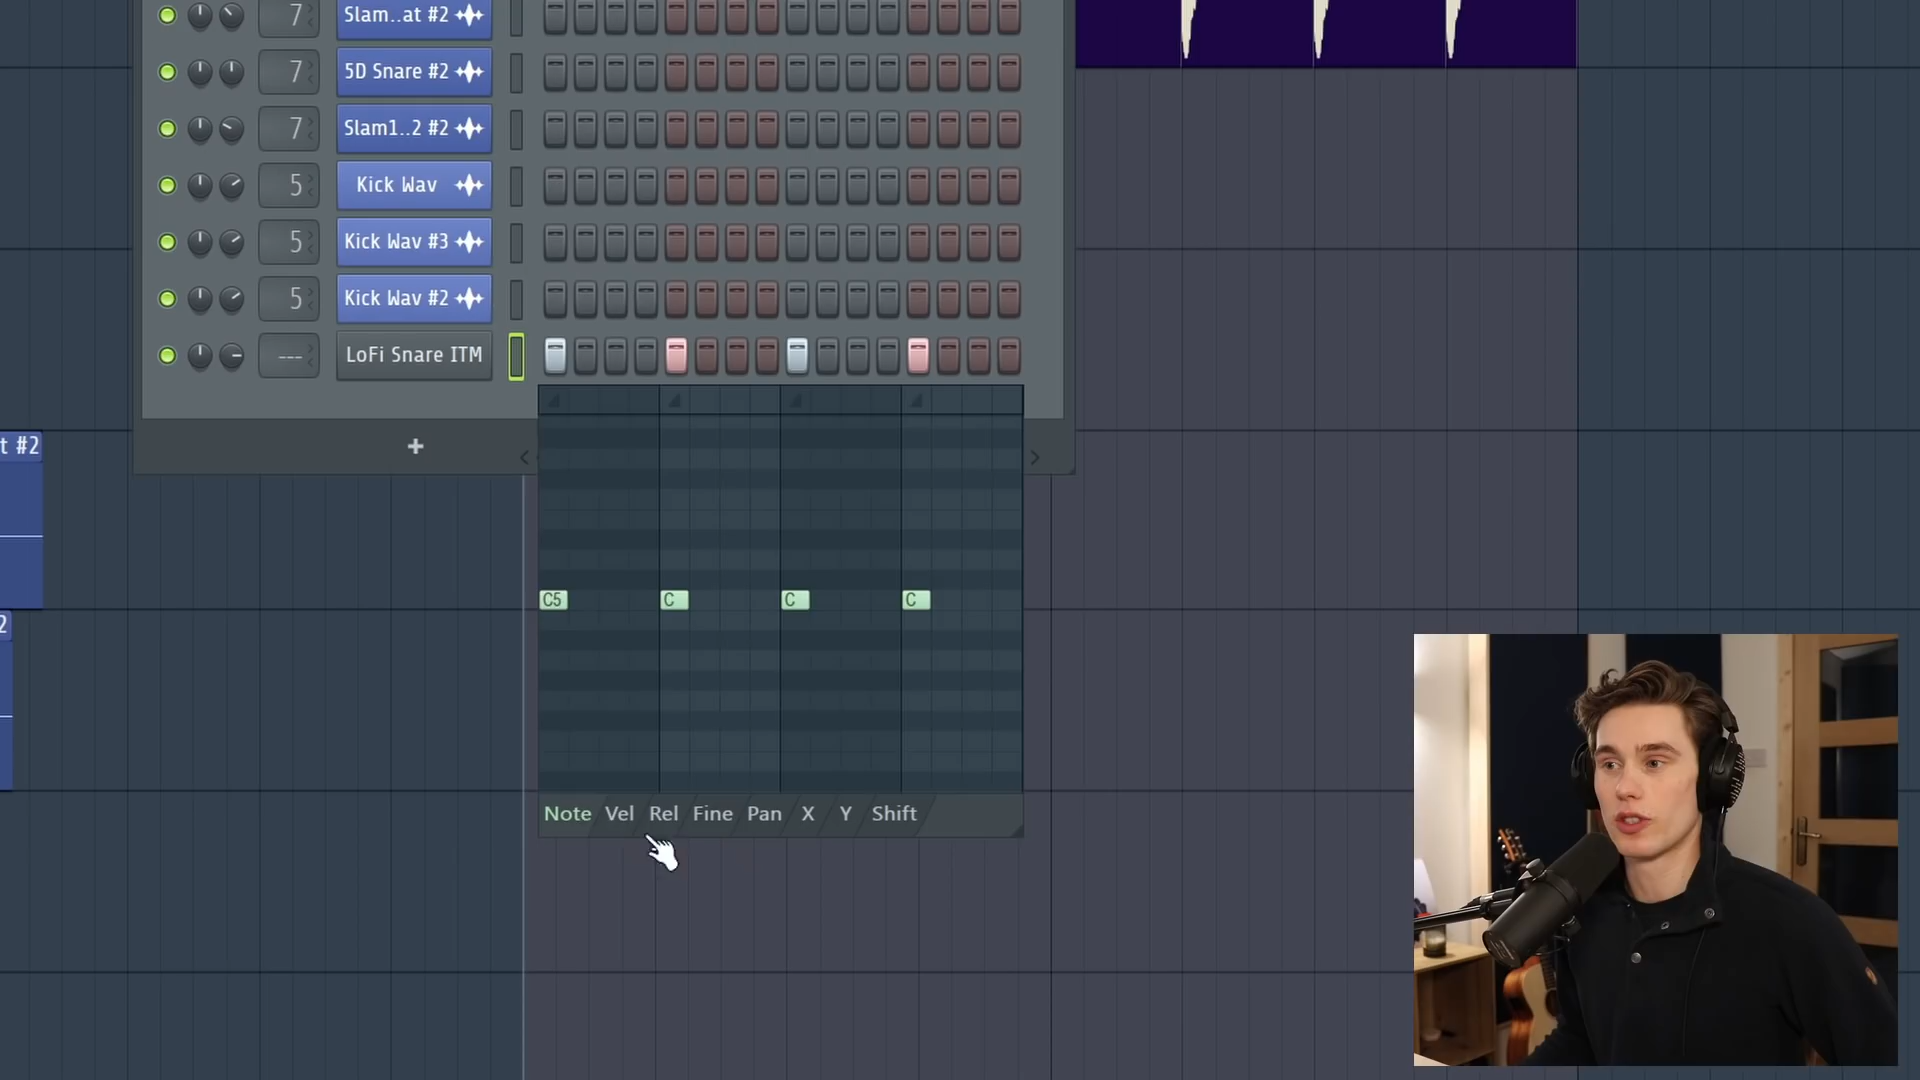 7 Slam..at #2
7 5D Snare #2
7 Slam1..2 #2
5 Kick Wav
5 Kick Wav #3
5 Kick Wav #2
--- LoFi Snare ITM
+
t #2
2
C5 C C C
Note Vel Rel Fine Pan X Y Shift